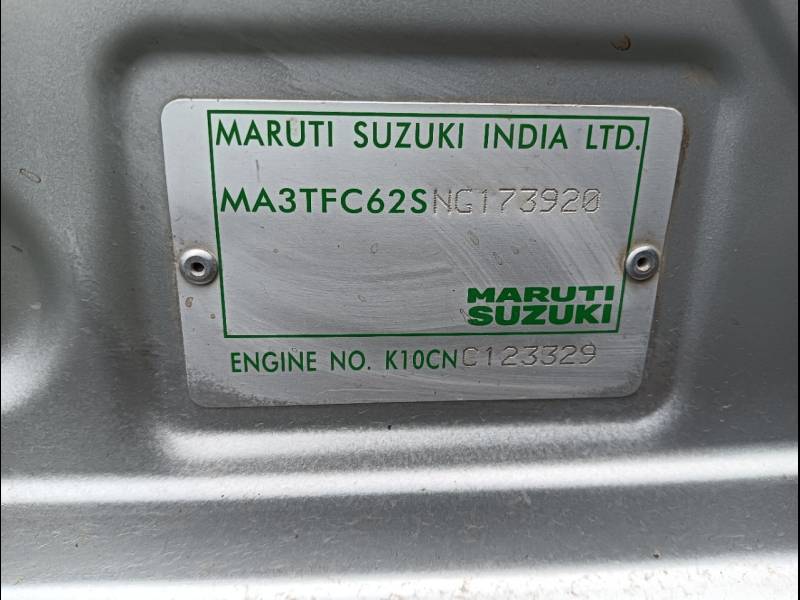 MARUTI SUZUKI INDIA LTD.
MA3TFC62SNG173920
MARUTI
SUZUKI
ENGINE NO. K10CNC123329